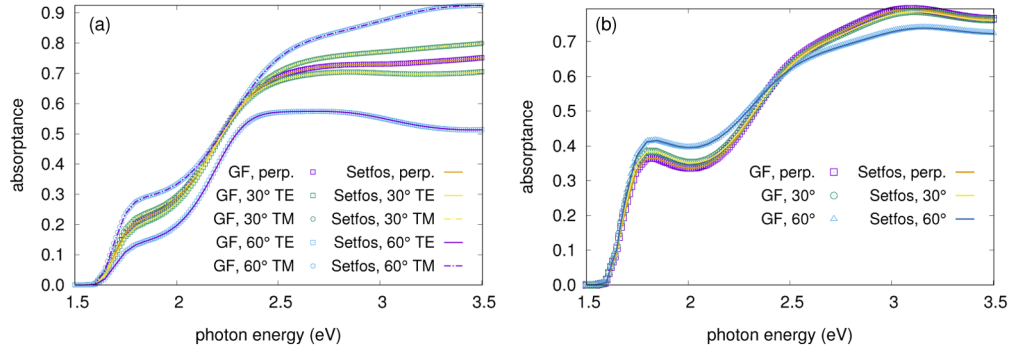 (a)
absorptance
0.9
0.8
0.7
0.6
0.5
0.4
0.3
0.2
0.1
0.0
GF, perp. Setfos, perp.
GF, 30° TE Setfos, 30° TE
GF, 30° TM Setfos, 30° TM
GF, 60° TE Setfos, 60° TE
GF, 60° TM Setfos, 60° TM
1.5 2 2.5 3 3.5
photon energy (eV)
(b)
absorptance
0.7
0.6
0.5
0.4
0.3
0.2
0.1
0.0
GF, perp. Setfos, perp.
GF, 30° Setfos, 30°
GF, 60° Setfos, 60°
1.5 2 2.5 3 3.5
photon energy (eV)